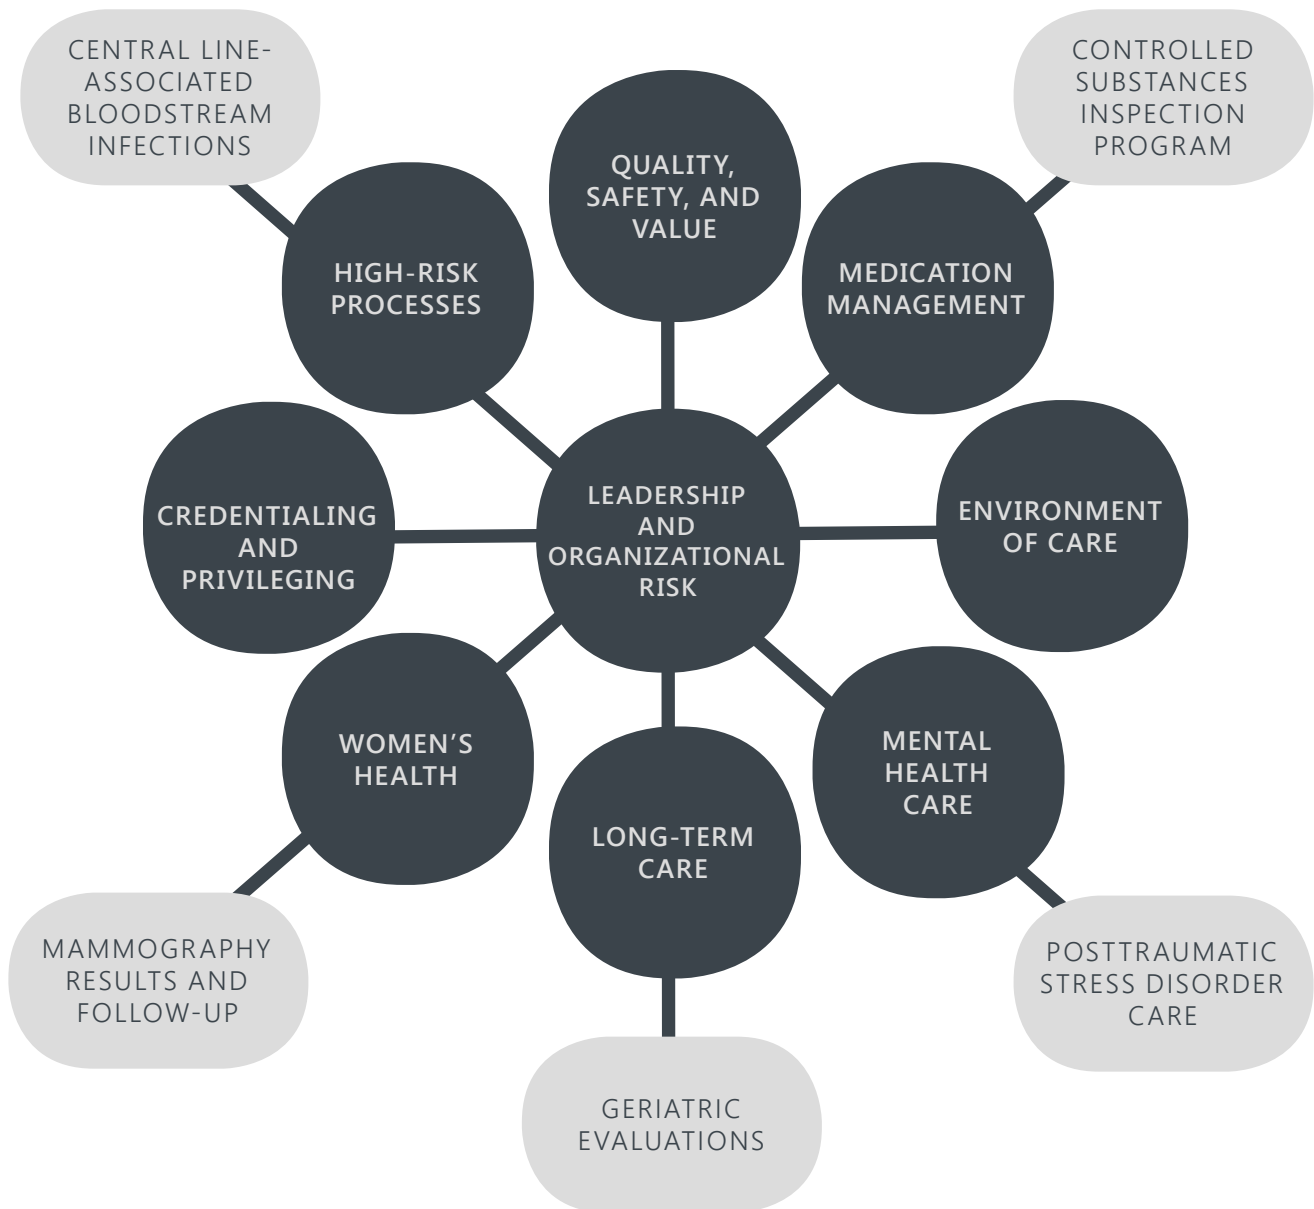 CENTRAL LINE-
ASSOCIATED
BLOODSTREAM
INFECTIONS
CONTROLLED
SUBSTANCES
INSPECTION
PROGRAM
QUALITY,
SAFETY, AND
VALUE
HIGH-RISK
PROCESSES
MEDICATION
MANAGEMENT
CREDENTIALING
AND
PRIVILEGING
LEADERSHIP
AND
ORGANIZATIONAL
RISK
ENVIRONMENT
OF CARE
WOMEN’S
HEALTH
MENTAL
HEALTH
CARE
LONG-TERM
CARE
MAMMOGRAPHY
RESULTS AND
FOLLOW-UP
POSTTRAUMATIC
STRESS DISORDER
CARE
GERIATRIC
EVALUATIONS